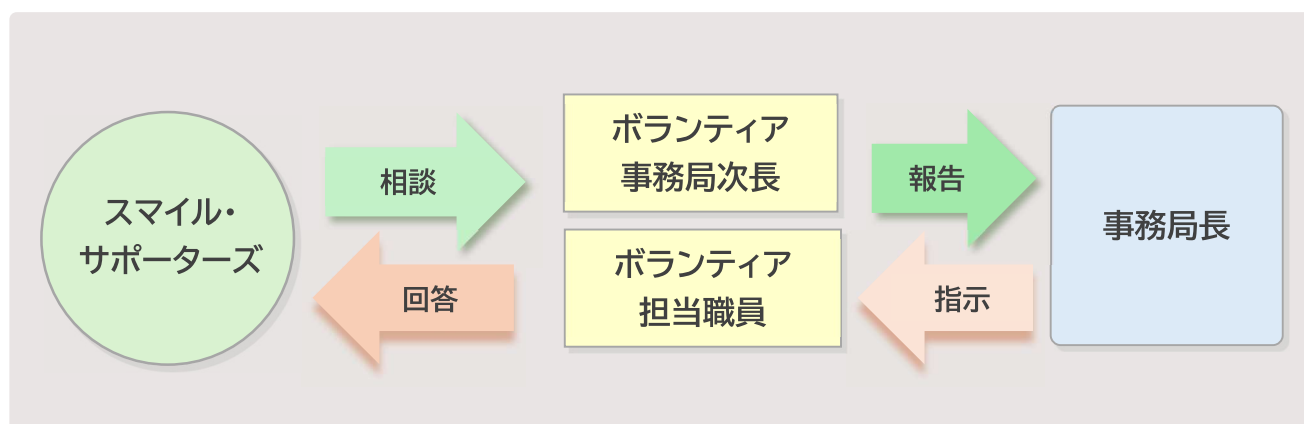 スマイル・
サポーターズ
相談
回答
ボランティア
事務局次長
ボランティア
担当職員
報告
指示
事務局長